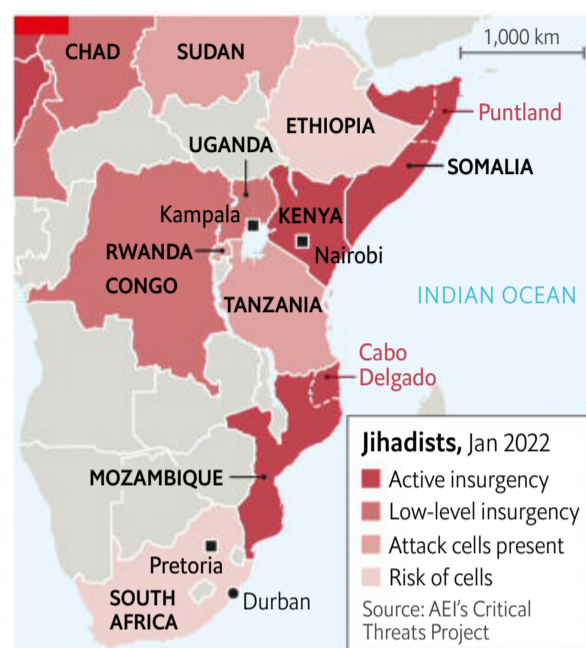 1,000 km
CHAD
SUDAN
Puntland
ETHIOPIA
UGANDA
SOMALIA
Kampala
KENYA
RWANDA
Nairobi
CONGO
INDIAN OCEAN
TANZANIA
Cabo
Delgado
Jihadists, Jan 2022
Active insurgency
Low-level insurgency
Attack cells present
Risk of cells
Source: AEI's Critical
Threats Project
MOZAMBIQUE
Pretoria
SOUTH
AFRICA
Durban